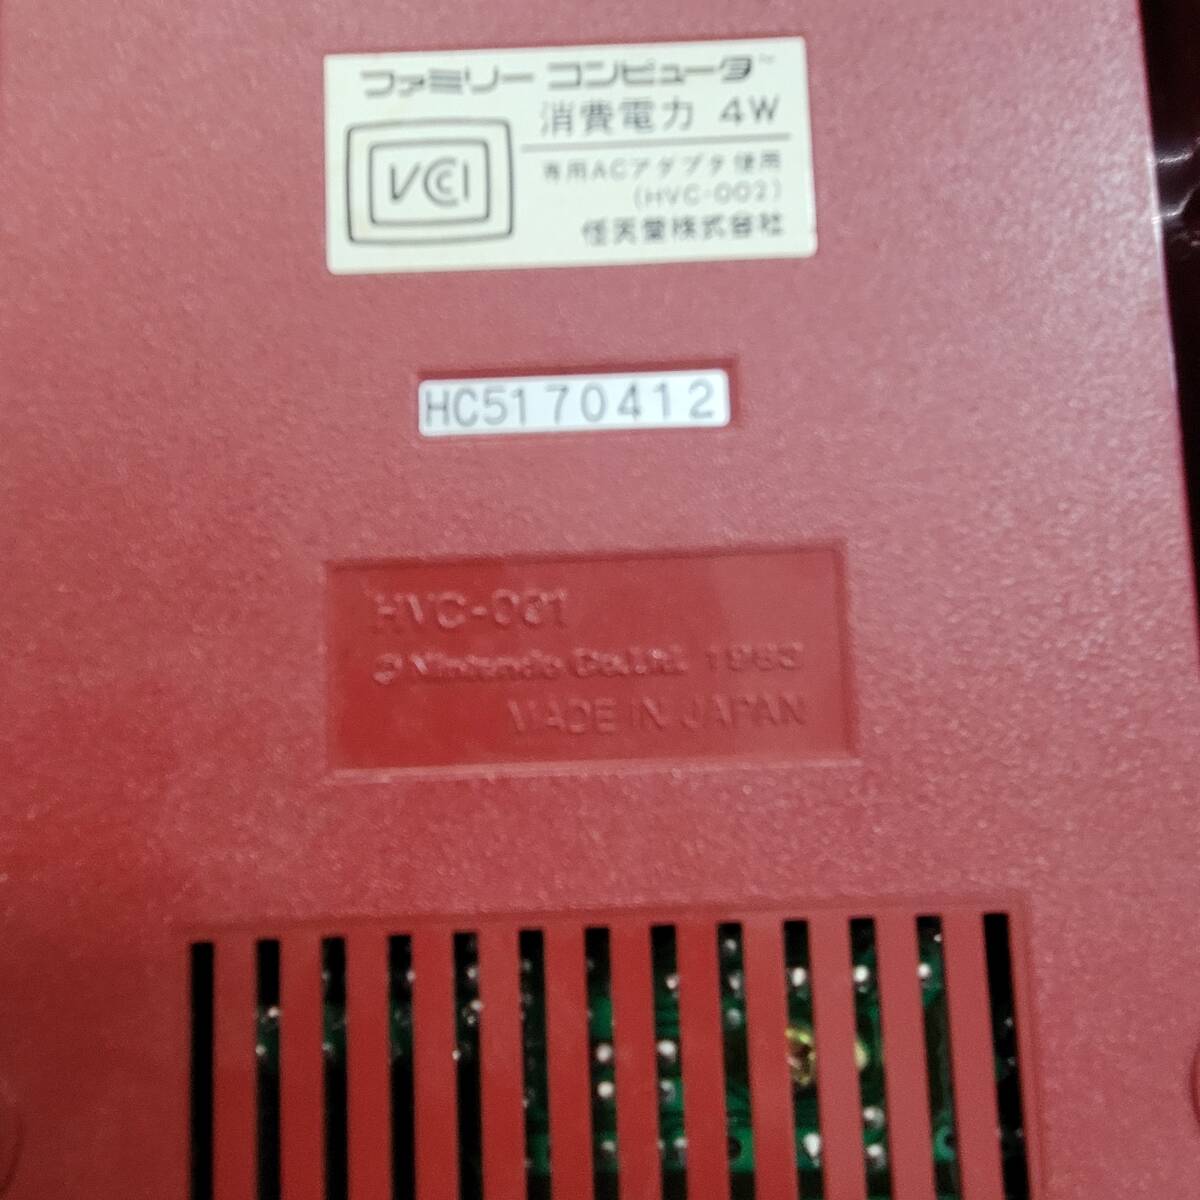 ファミリー コンピュータ™
消費電力 4W
VCCI
専用ACアダプタ使用
(HVC-002)
任天堂株式会社
HC5170412
HVC-001
© Nintendo Co.,Ltd. 1983
MADE IN JAPAN